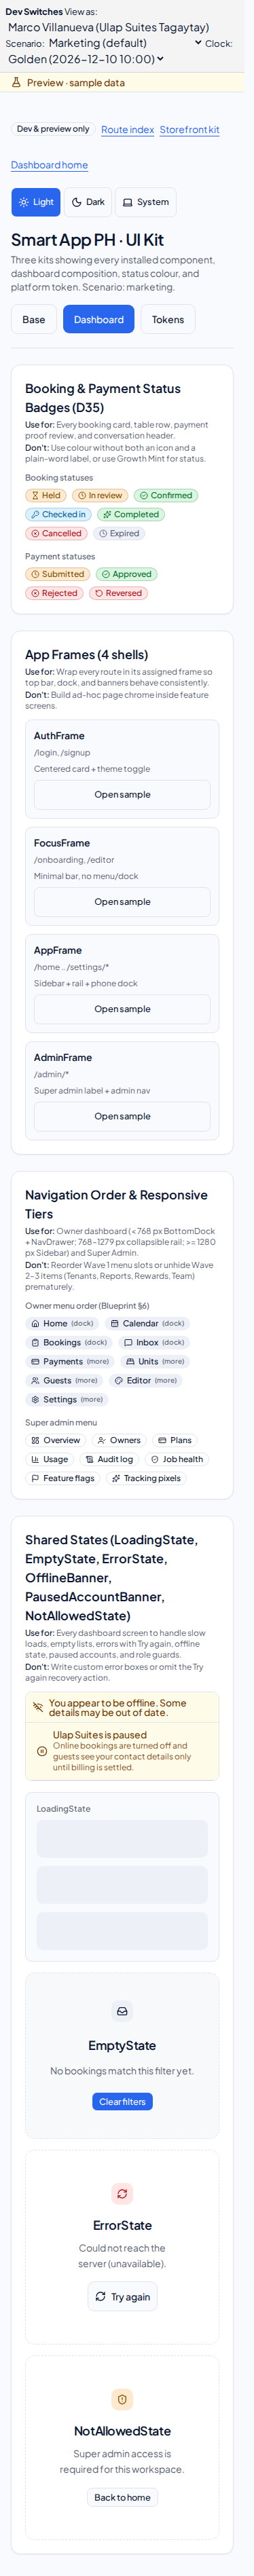 Dev Switches View as:
Marco Villanueva (Ulap Suites Tagaytay)
Scenario: Marketing (default) Clock:
Golden (2026-12-10 10:00)
Preview · sample data
Dev & preview only Route index Storefront kit
Dashboard home
Light Dark System
Smart App PH · UI Kit
Three kits showing every installed component,
dashboard composition, status colour, and
platform token. Scenario: marketing.
Base Dashboard Tokens
Booking & Payment Status
Badges (D35)
Use for: Every booking card, table row, payment
proof review, and conversation header.
Don't: Use colour without both an icon and a
plain-word label, or use Growth Mint for status.
Booking statuses
Held In review Confirmed
Checked in Completed
Cancelled Expired
Payment statuses
Submitted Approved
Rejected Reversed
App Frames (4 shells)
Use for: Wrap every route in its assigned frame so
top bar, dock, and banners behave consistently.
Don't: Build ad-hoc page chrome inside feature
screens.
AuthFrame
/login, /signup
Centered card + theme toggle
Open sample
FocusFrame
/onboarding, /editor
Minimal bar, no menu/dock
Open sample
AppFrame
/home .. /settings/*
Sidebar + rail + phone dock
Open sample
AdminFrame
/admin/*
Super admin label + admin nav
Open sample
Navigation Order & Responsive
Tiers
Use for: Owner dashboard (< 768 px BottomDock
+ NavDrawer; 768–1279 px collapsible rail; >= 1280
px Sidebar) and Super Admin.
Don't: Reorder Wave 1 menu slots or unhide Wave
2–3 items (Tenants, Reports, Rewards, Team)
prematurely.
Owner menu order (Blueprint §6)
Home (dock) Calendar (dock)
Bookings (dock) Inbox (dock)
Payments (more) Units (more)
Guests (more) Editor (more)
Settings (more)
Super admin menu
Overview Owners Plans
Usage Audit log Job health
Feature flags Tracking pixels
Shared States (LoadingState,
EmptyState, ErrorState,
OfflineBanner,
PausedAccountBanner,
NotAllowedState)
Use for: Every dashboard screen to handle slow
loads, empty lists, errors with Try again, offline
state, paused accounts, and role guards.
Don't: Write custom error boxes or omit the Try
again recovery action.
You appear to be offline. Some
details may be out of date.
Ulap Suites is paused
Online bookings are turned off and
guests see your contact details only
until billing is settled.
LoadingState
EmptyState
No bookings match this filter yet.
Clear filters
ErrorState
Could not reach the
server (unavailable).
Try again
NotAllowedState
Super admin access is
required for this workspace.
Back to home